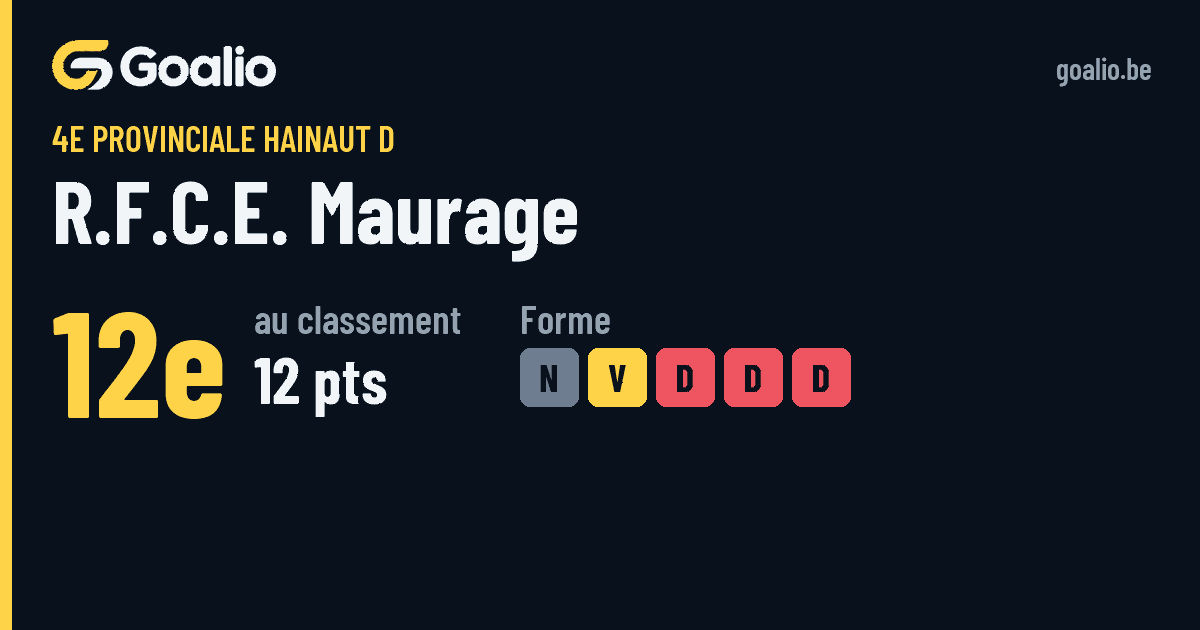 Goalio
goalio.be
4E PROVINCIALE HAINAUT D
R.F.C.E. Maurage
12e
au classement
12 pts
Forme
N V D D D